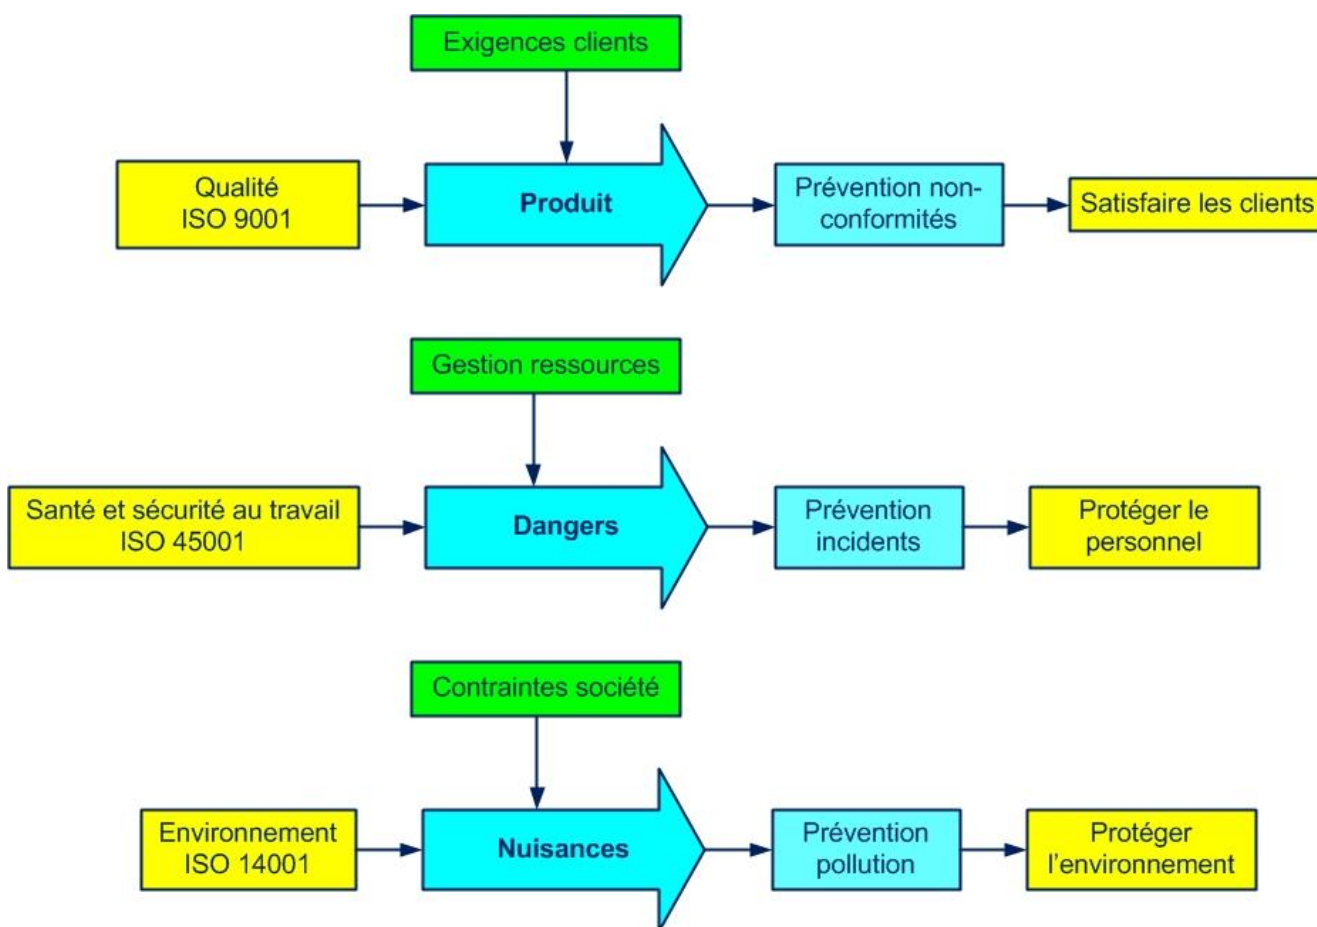 Exigences clients
Qualité
ISO 9001
Produit
Prévention non-
conformités
Satisfaire les clients
Gestion ressources
Santé et sécurité au travail
ISO 45001
Dangers
Prévention
incidents
Protéger le
personnel
Contraintes société
Environnement
ISO 14001
Nuisances
Prévention
pollution
Protéger
l'environnement